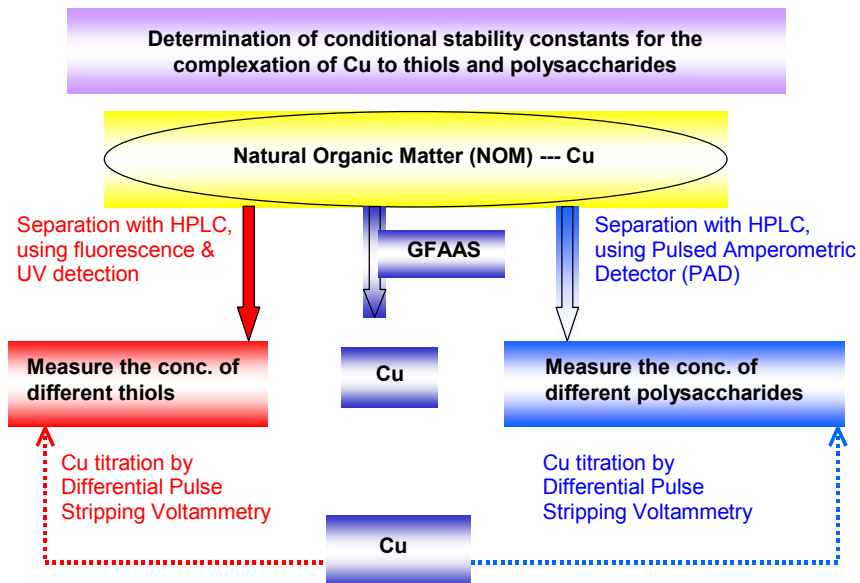 Determination of conditional stability constants for the
complexation of Cu to thiols and polysaccharides
Natural Organic Matter (NOM) --- Cu
Separation with HPLC,
using fluorescence &
UV detection
GFAAS
Separation with HPLC,
using Pulsed Amperometric
Detector (PAD)
Measure the conc. of
different thiols
Cu
Measure the conc. of
different polysaccharides
Cu titration by
Differential Pulse
Stripping Voltammetry
Cu titration by
Differential Pulse
Stripping Voltammetry
Cu